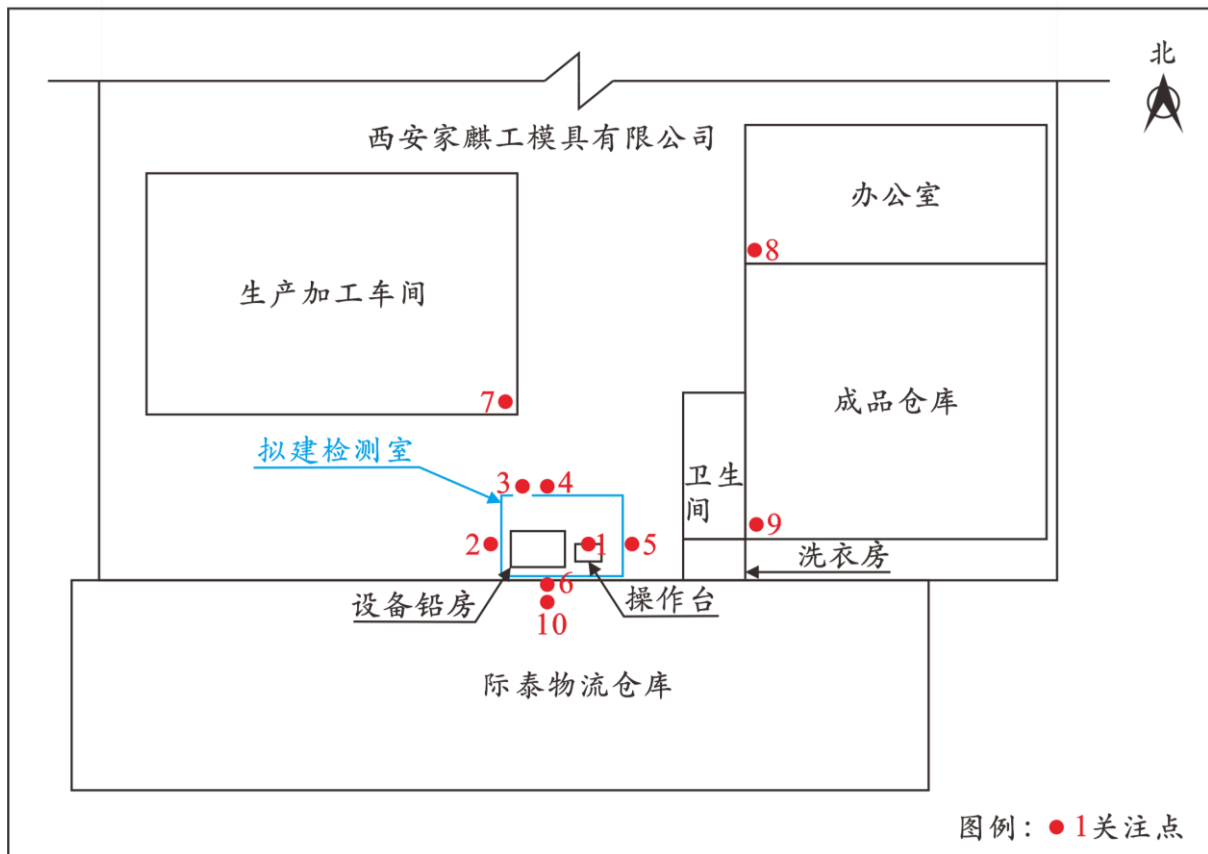 北
西安家麒工模具有限公司
办公室
8
生产加工车间
成品仓库
7
拟建检测室
3
4
卫生
间
9
2
1
5
洗衣房
6
设备铅房
操作台
10
际泰物流仓库
图例：1关注点